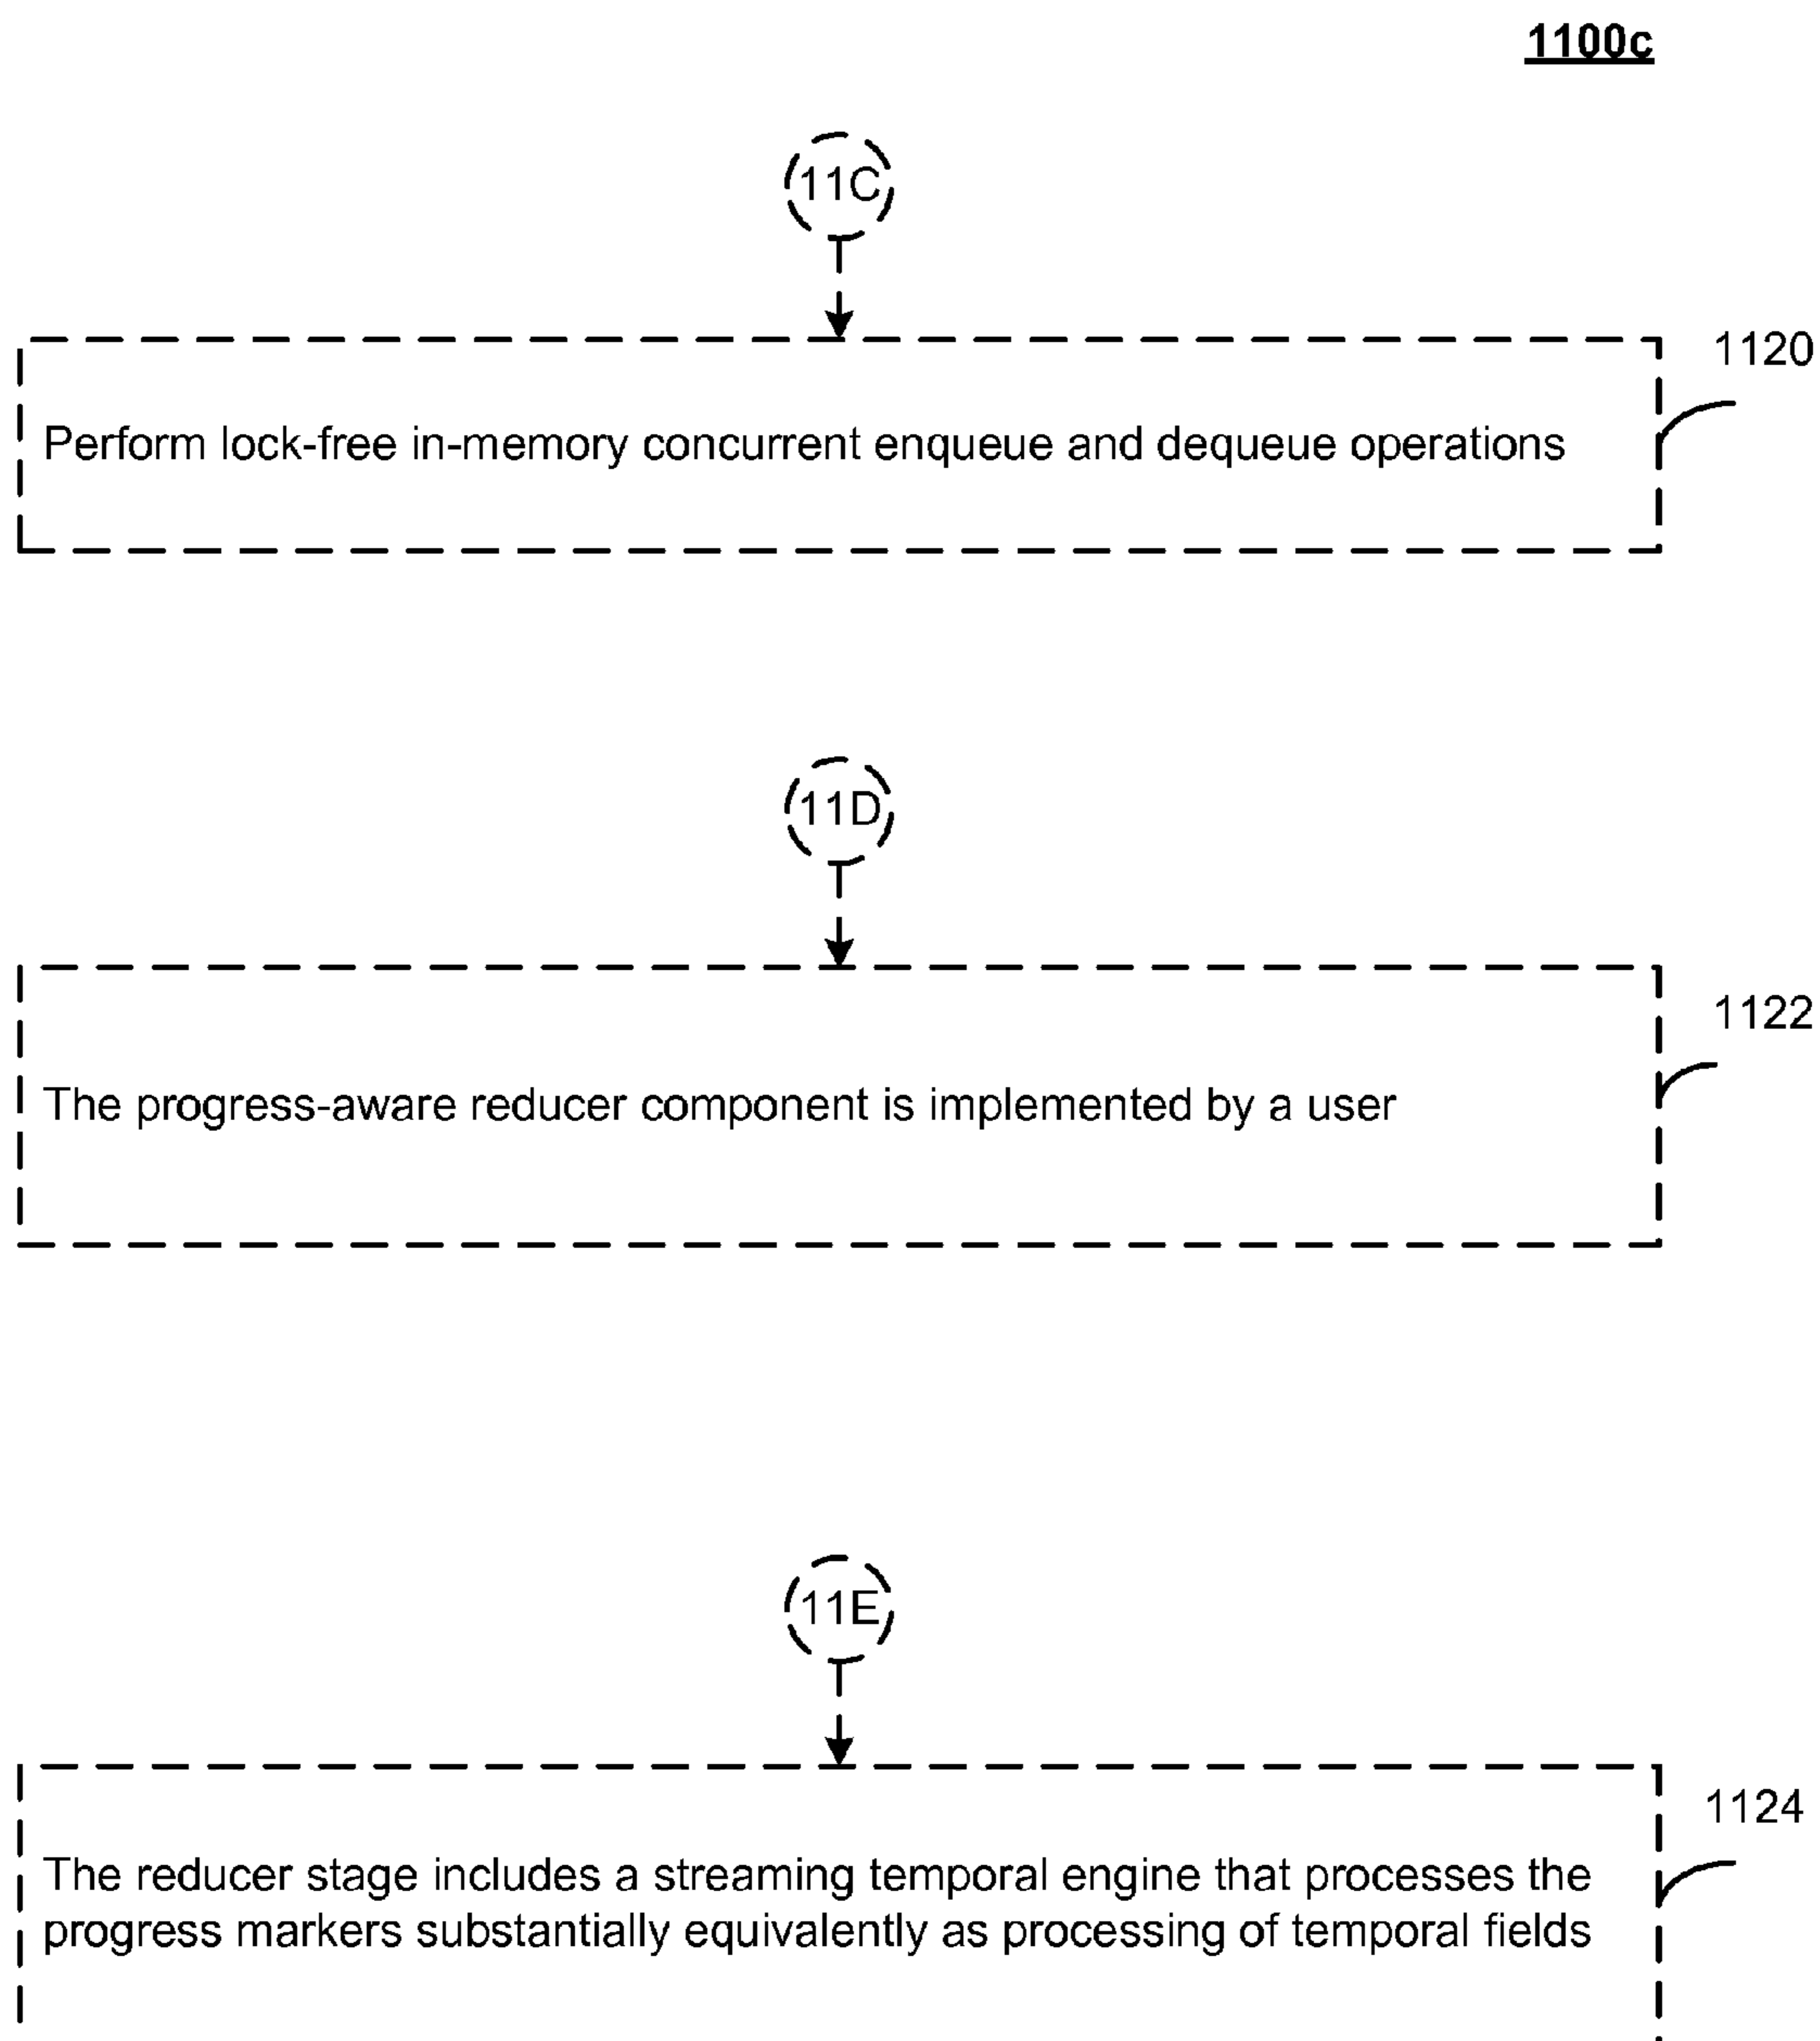 1100c
11C
1120
Perform lock-free in-memory concurrent enqueue and dequeue operations
11D
1122
The progress-aware reducer component is implemented by a user
11E
1124
The reducer stage includes a streaming temporal engine that processes the
progress markers substantially equivalently as processing of temporal fields